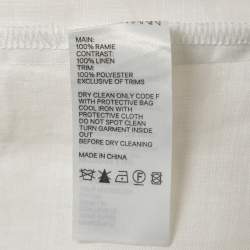 MAIN:
100% RAMIE
CONTRAST:
100% LINEN
TRIM:
100% POLYESTER
EXCLUSIVE OF TRIMS
DRY CLEAN ONLY CODE F
WITH PROTECTIVE BAG
COOL IRON WITH
PROTECTIVE CLOTH
DO NOT SPOT CLEAN
TURN GARMENT INSIDE
OUT
BEFORE DRY CLEANING
MADE IN CHINA